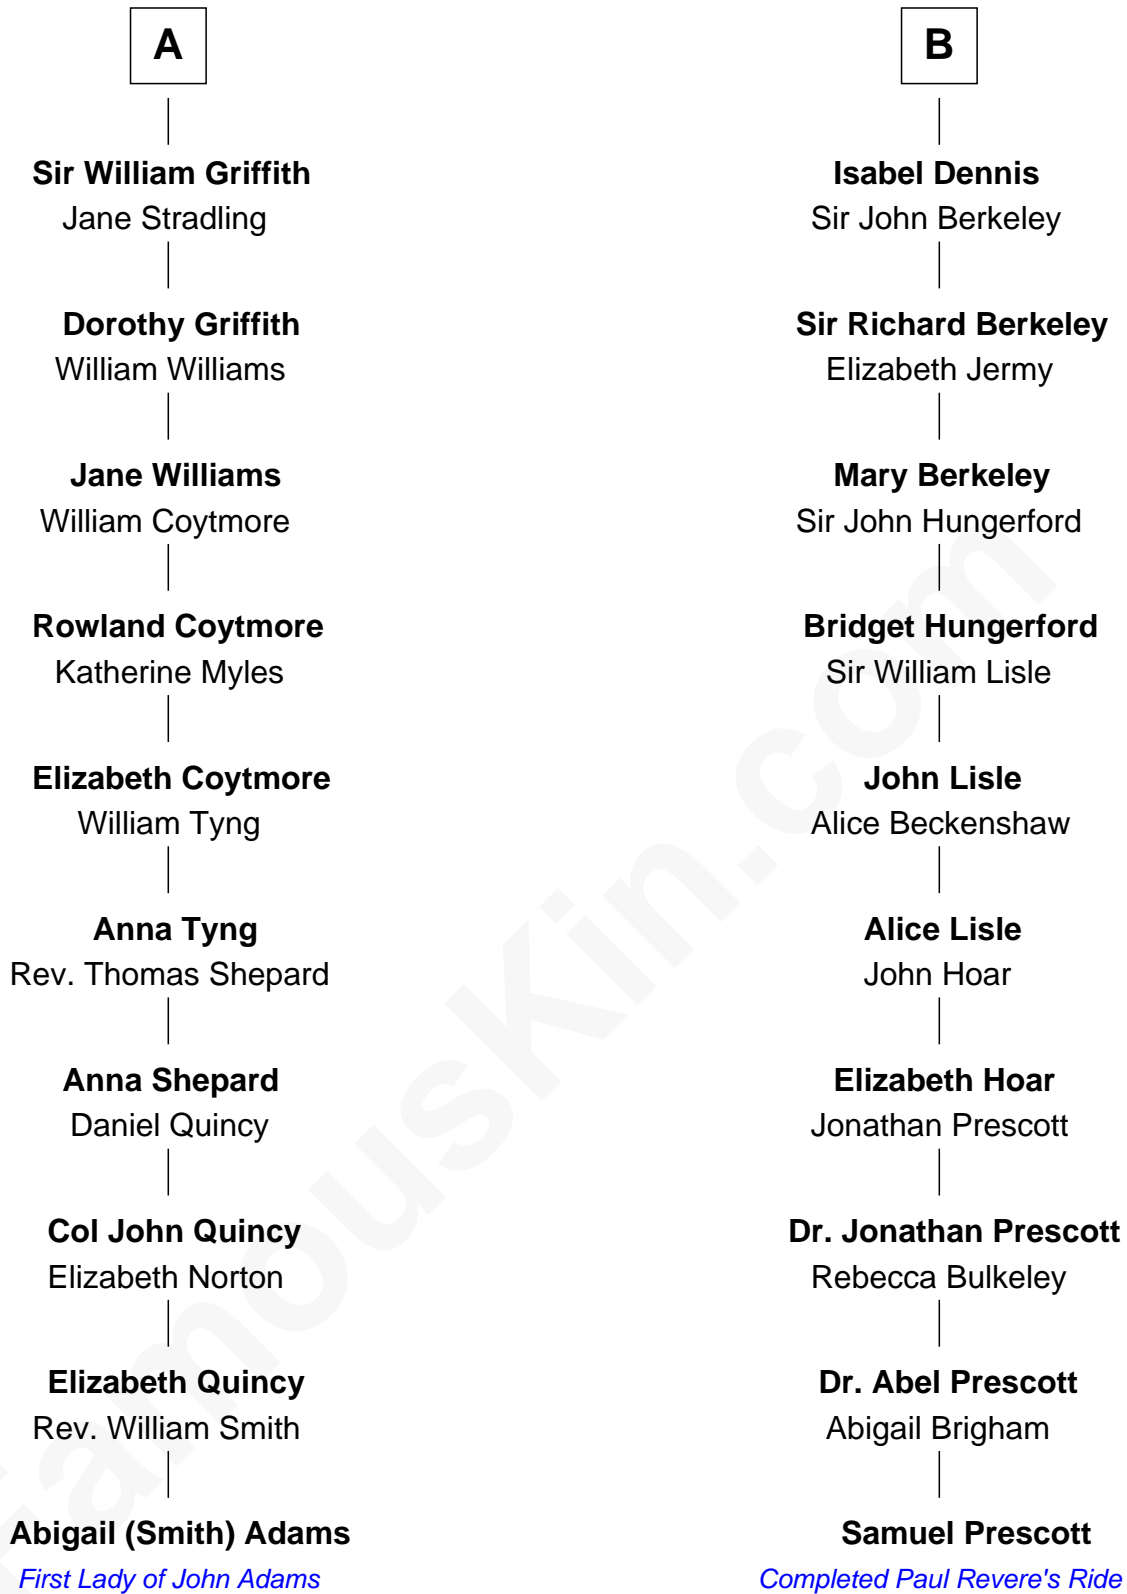 A
Sir William Griffith
Jane Stradling
Dorothy Griffith
William Williams
Jane Williams
William Coytmore
Rowland Coytmore
Katherine Myles
Elizabeth Coytmore
William Tyng
Anna Tyng
Rev. Thomas Shepard
Anna Shepard
Daniel Quincy
Col John Quincy
Elizabeth Norton
Elizabeth Quincy
Rev. William Smith
Abigail (Smith) Adams
First Lady of John Adams
B
Isabel Dennis
Sir John Berkeley
Sir Richard Berkeley
Elizabeth Jermy
Mary Berkeley
Sir John Hungerford
Bridget Hungerford
Sir William Lisle
John Lisle
Alice Beckenshaw
Alice Lisle
John Hoar
Elizabeth Hoar
Jonathan Prescott
Dr. Jonathan Prescott
Rebecca Bulkeley
Dr. Abel Prescott
Abigail Brigham
Samuel Prescott
Completed Paul Revere's Ride
FamousKin.com